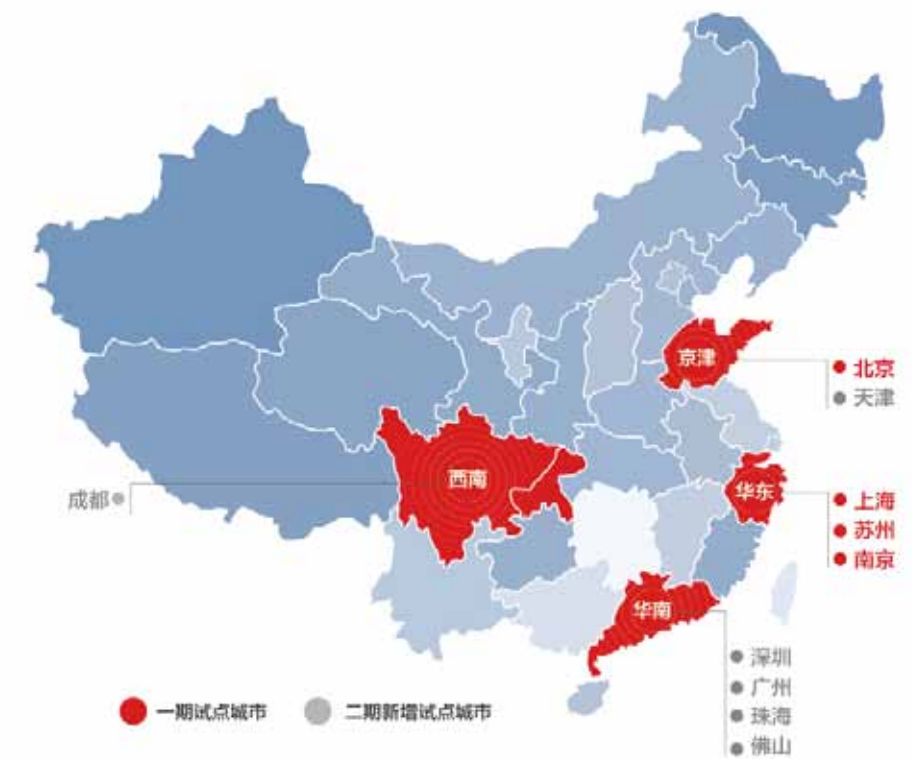 京津
北京
天津
西南
成都
华东
上海
苏州
南京
华南
深圳
广州
珠海
佛山
一期试点城市
二期新增试点城市